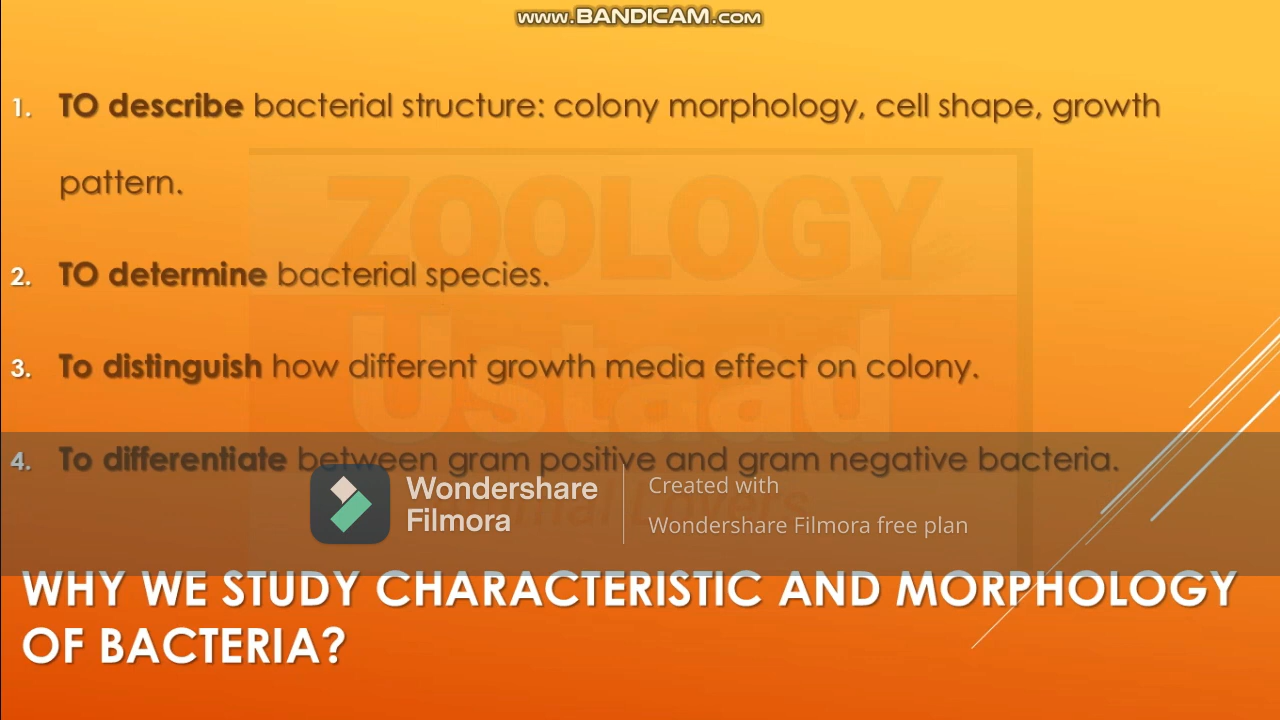 www.BANDICAM.com
1. TO describe bacterial structure: colony morphology, cell shape, growth
pattern.
ZOOLOGY
2. TO determine bacterial species.
Ustaad
3. To distinguish how different growth media effect on colony.
4. To differentiate between gram positive and gram negative bacteria.
Wondershare
Filmora
Created with
Wondershare Filmora free plan
WHY WE STUDY CHARACTERISTIC AND MORPHOLOGY
OF BACTERIA?